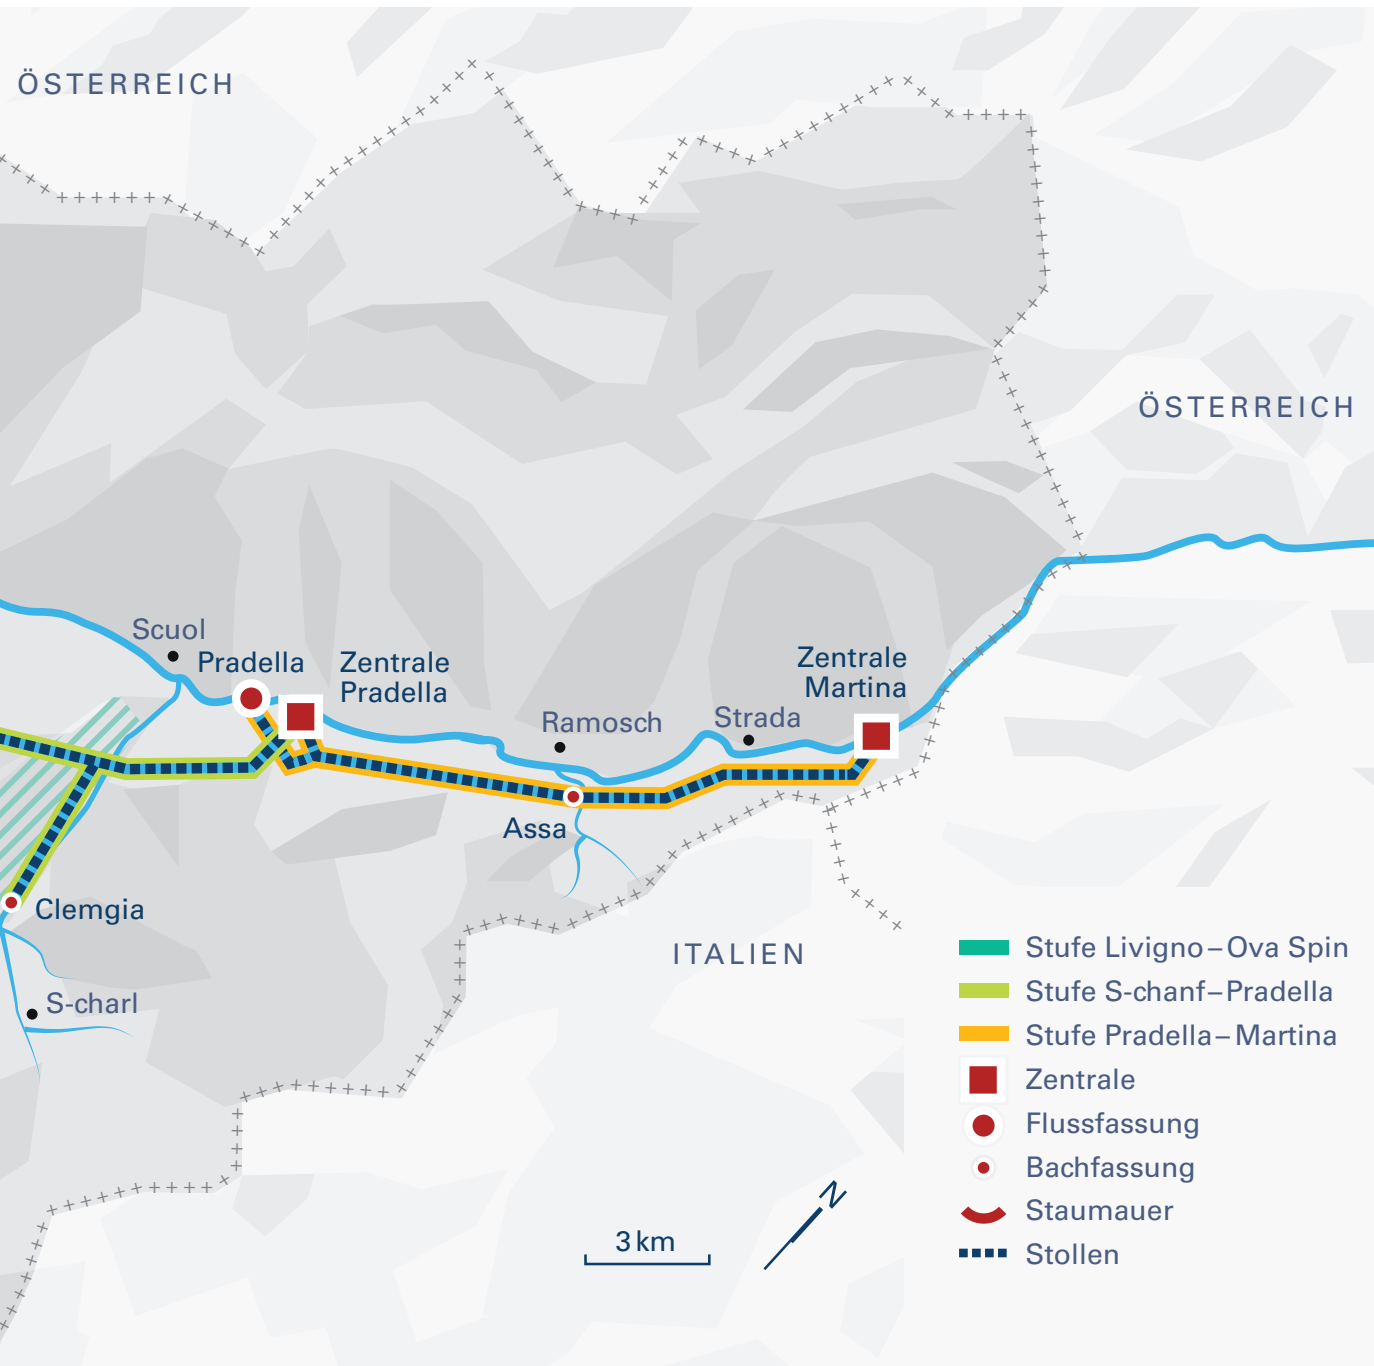 ÖSTERREICH
ÖSTERREICH
Scuol
Pradella
Zentrale
Pradella
Zentrale
Martina
Ramosch
Strada
Assa
Clemgia
S-charl
ITALIEN
Stufe Livigno–Ova Spin
Stufe S-chanf–Pradella
Stufe Pradella–Martina
Zentrale
Flussfassung
Bachfassung
Staumauer
Stollen
3 km
N